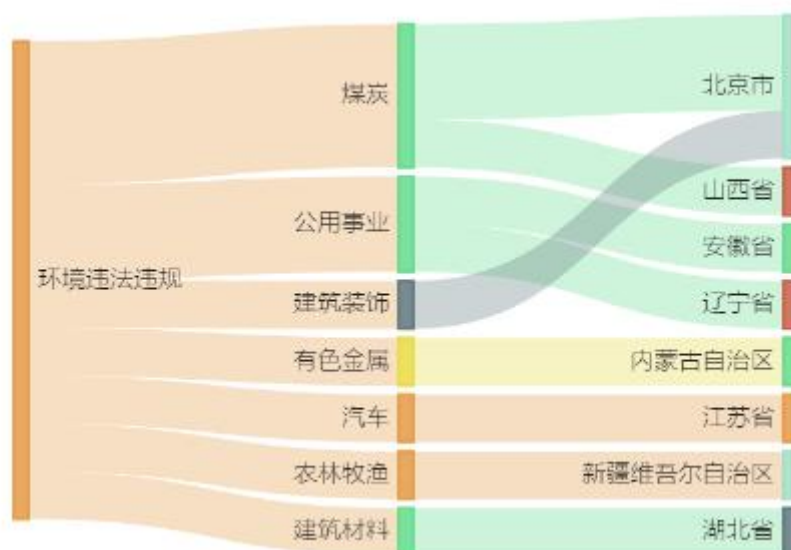 环境违法违规
煤炭
公用事业
建筑装饰
有色金属
汽车
农林牧渔
建筑材料
北京市
山西省
安徽省
辽宁省
内蒙古自治区
江苏省
新疆维吾尔自治区
湖北省